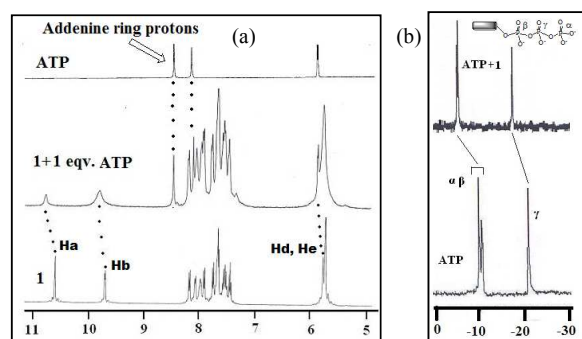 Adenine ring protons
(a)
ATP
1+1 eqv. ATP
Ha
Hb
Hd, He
1
11 10 9 8 7 6 5
(b)
β γ α
O O O
P O P O P O⁻
O⁻ O⁻ O⁻
ATP+1
α β
γ
ATP
0 -10 -20 -30